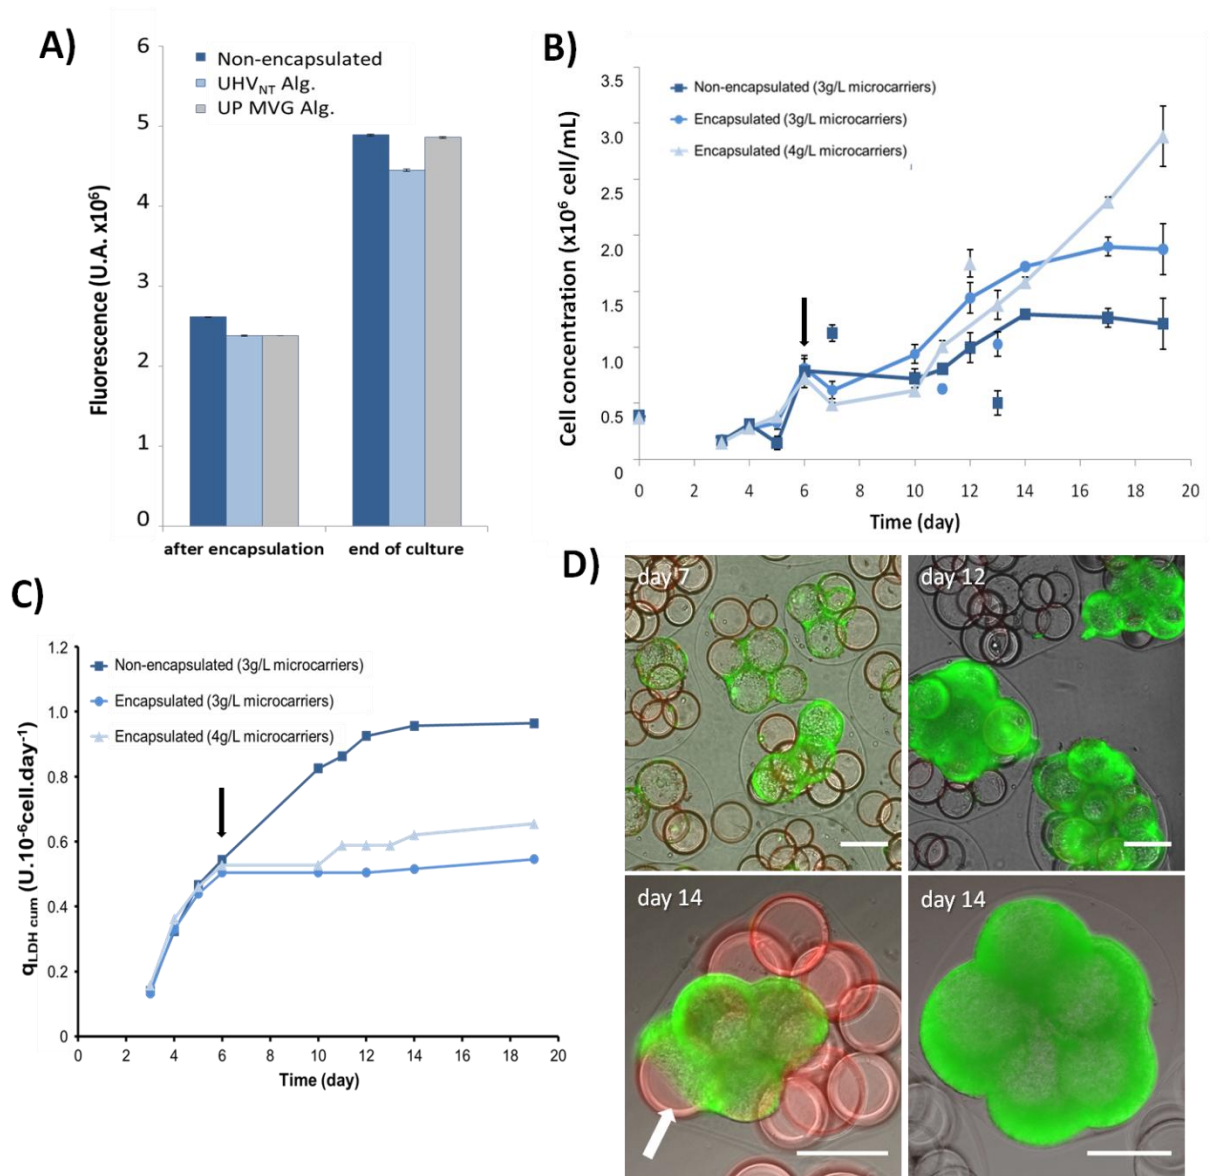 A)
Fluorescence (U.A. x10⁶)
6
5
4
3
2
1
0
Non-encapsulated
UHV_NT Alg.
UP MVG Alg.
after encapsulation
end of culture
B)
Cell concentration (x10⁶ cell/mL)
3.5
3.0
2.5
2.0
1.5
1.0
0.5
0
Non-encapsulated (3g/L microcarriers)
Encapsulated (3g/L microcarriers)
Encapsulated (4g/L microcarriers)
0 2 4 6 8 10 12 14 16 18 20
Time (day)
C)
q_LDH cum (U.10⁻⁶cell.day⁻¹)
1.2
1.0
0.8
0.6
0.4
0.2
0
Non-encapsulated (3g/L microcarriers)
Encapsulated (3g/L microcarriers)
Encapsulated (4g/L microcarriers)
0 2 4 6 8 10 12 14 16 18 20
Time (day)
D)
day 7
day 12
day 14
day 14